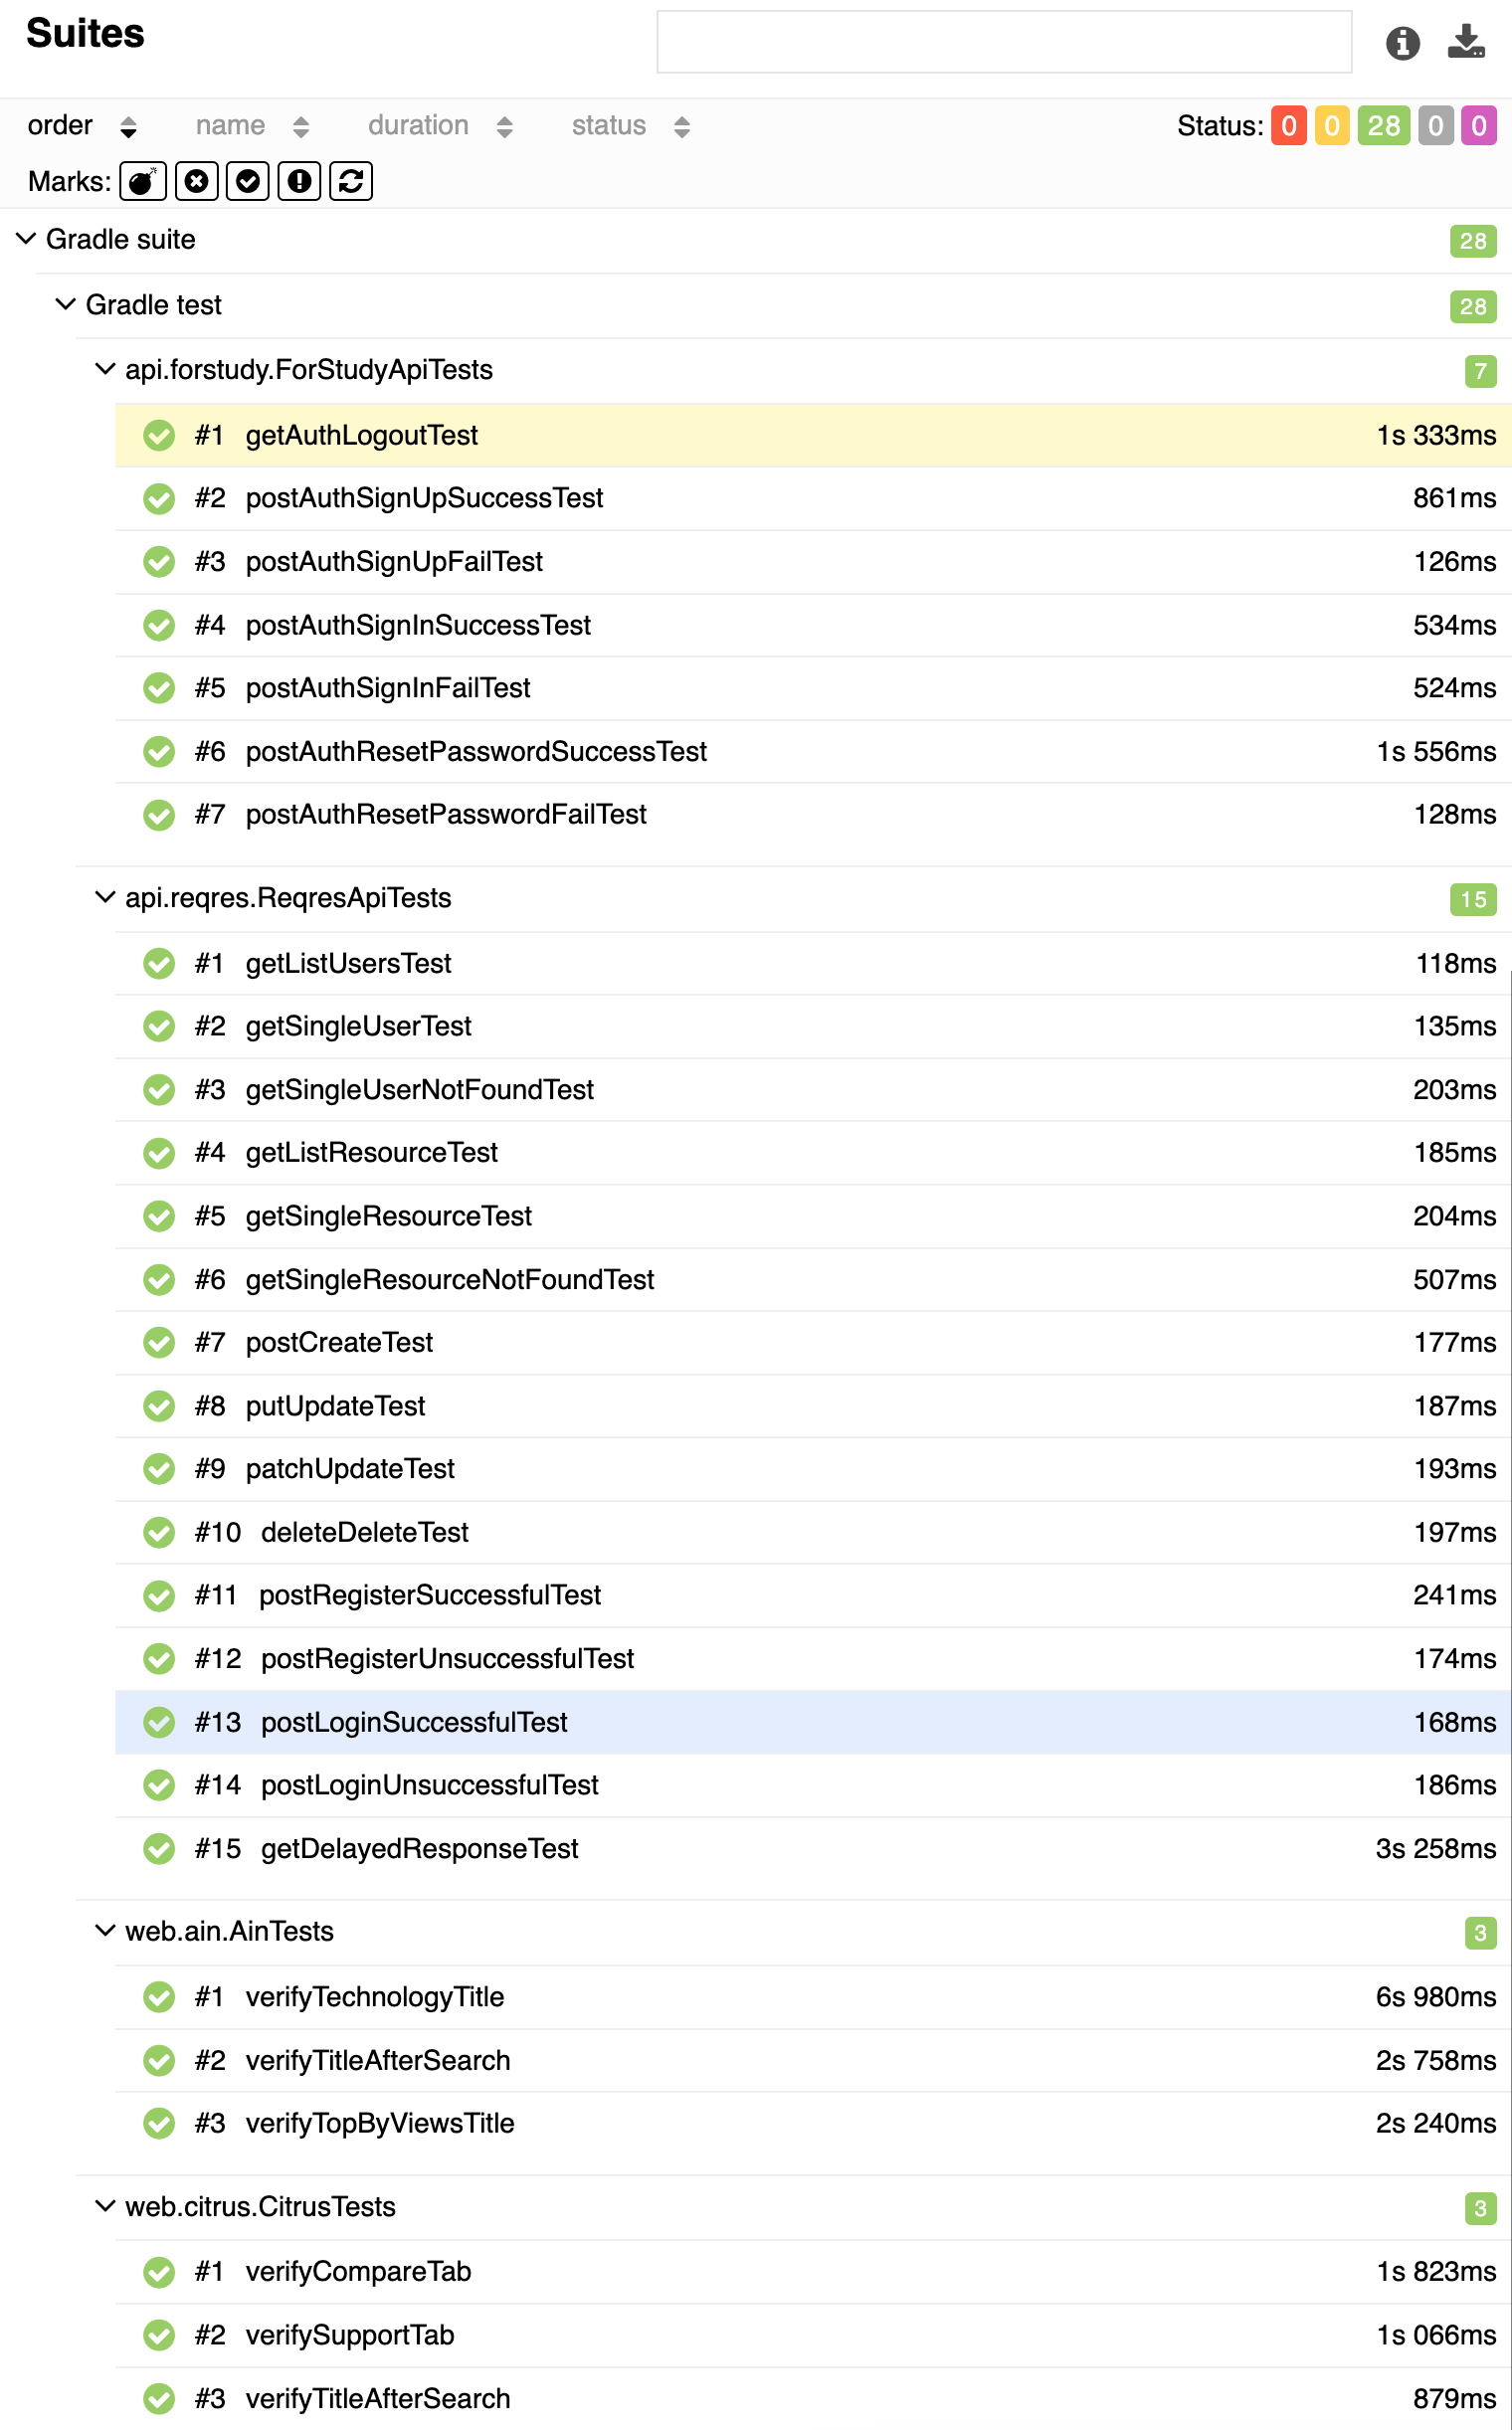 Suites
order name duration status Status: 0 0 28 0 0
Marks:
Gradle suite 28
Gradle test 28
api.forstudy.ForStudyApiTests 7
#1 getAuthLogoutTest 1s 333ms
#2 postAuthSignUpSuccessTest 861ms
#3 postAuthSignUpFailTest 126ms
#4 postAuthSignInSuccessTest 534ms
#5 postAuthSignInFailTest 524ms
#6 postAuthResetPasswordSuccessTest 1s 556ms
#7 postAuthResetPasswordFailTest 128ms
api.reqres.ReqresApiTests 15
#1 getListUsersTest 118ms
#2 getSingleUserTest 135ms
#3 getSingleUserNotFoundTest 203ms
#4 getListResourceTest 185ms
#5 getSingleResourceTest 204ms
#6 getSingleResourceNotFoundTest 507ms
#7 postCreateTest 177ms
#8 putUpdateTest 187ms
#9 patchUpdateTest 193ms
#10 deleteDeleteTest 197ms
#11 postRegisterSuccessfulTest 241ms
#12 postRegisterUnsuccessfulTest 174ms
#13 postLoginSuccessfulTest 168ms
#14 postLoginUnsuccessfulTest 186ms
#15 getDelayedResponseTest 3s 258ms
web.ain.AinTests 3
#1 verifyTechnologyTitle 6s 980ms
#2 verifyTitleAfterSearch 2s 758ms
#3 verifyTopByViewsTitle 2s 240ms
web.citrus.CitrusTests 3
#1 verifyCompareTab 1s 823ms
#2 verifySupportTab 1s 066ms
#3 verifyTitleAfterSearch 879ms